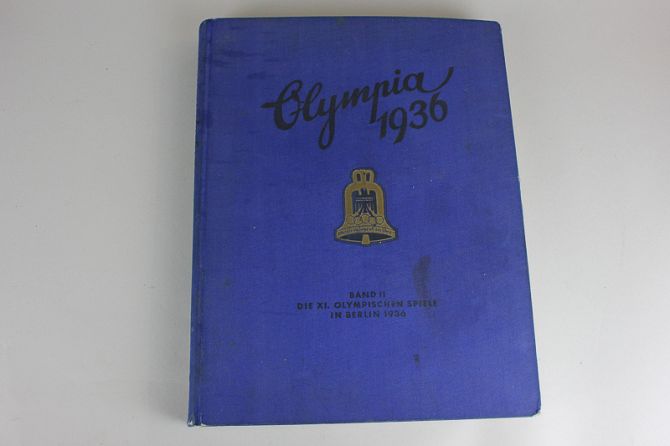 Olympia
1936
BAND II
DIE XI. OLYMPISCHEN SPIELE
IN BERLIN 1936